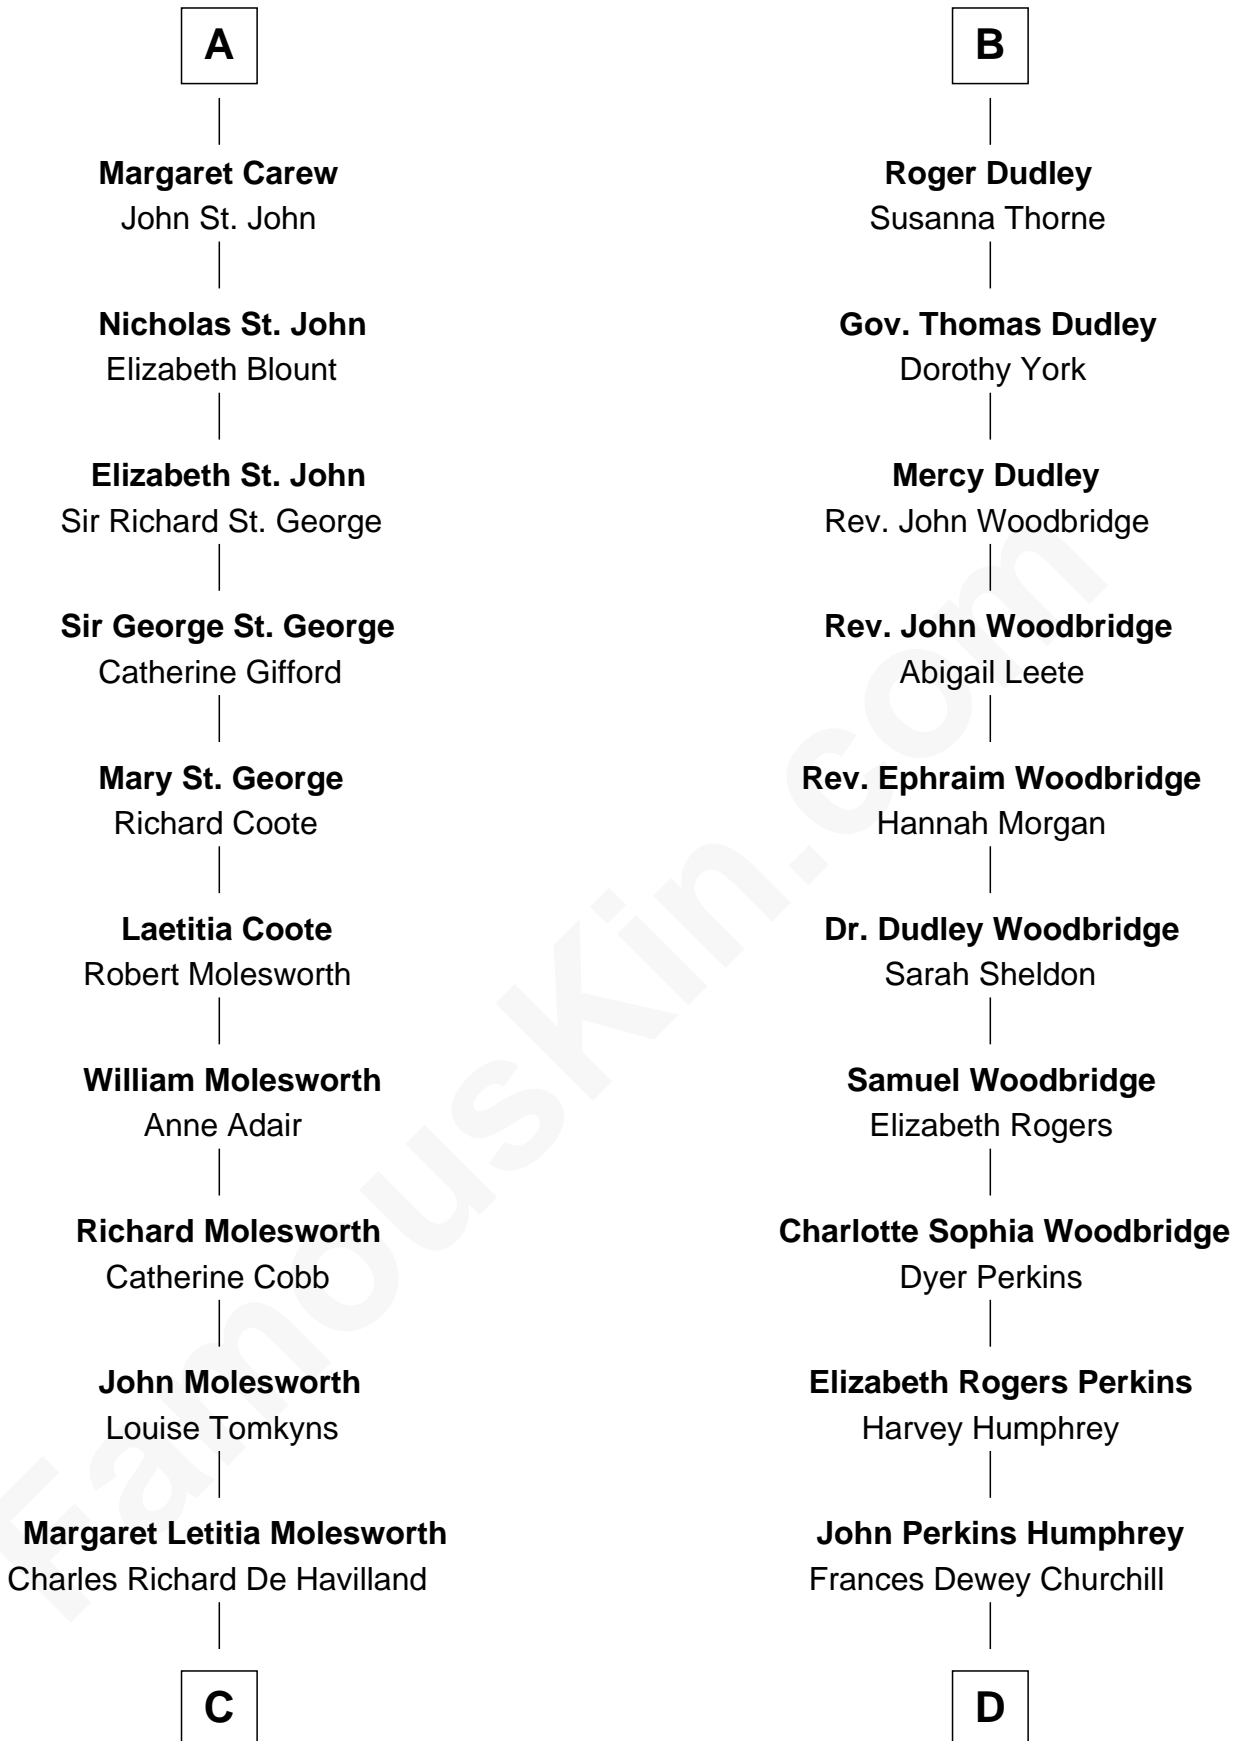 A
Margaret Carew
John St. John
Nicholas St. John
Elizabeth Blount
Elizabeth St. John
Sir Richard St. George
Sir George St. George
Catherine Gifford
Mary St. George
Richard Coote
Laetitia Coote
Robert Molesworth
William Molesworth
Anne Adair
Richard Molesworth
Catherine Cobb
John Molesworth
Louise Tomkyns
Margaret Letitia Molesworth
Charles Richard De Havilland
C
B
Roger Dudley
Susanna Thorne
Gov. Thomas Dudley
Dorothy York
Mercy Dudley
Rev. John Woodbridge
Rev. John Woodbridge
Abigail Leete
Rev. Ephraim Woodbridge
Hannah Morgan
Dr. Dudley Woodbridge
Sarah Sheldon
Samuel Woodbridge
Elizabeth Rogers
Charlotte Sophia Woodbridge
Dyer Perkins
Elizabeth Rogers Perkins
Harvey Humphrey
John Perkins Humphrey
Frances Dewey Churchill
D
FamousKin.com